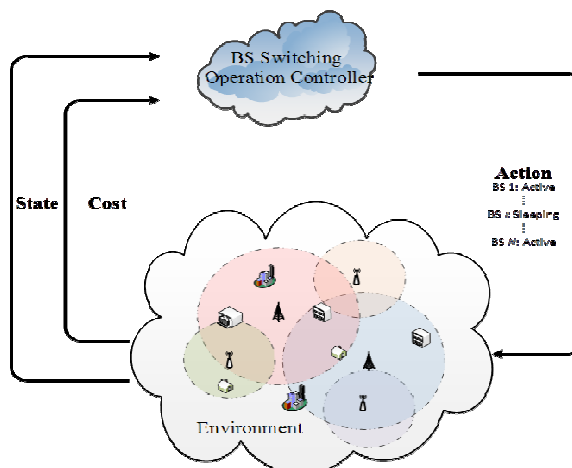 BS Switching
Operation Controller
State
Cost
Action
BS 1: Active
⋮
BS i: Sleeping
⋮
BS N: Active
Environment